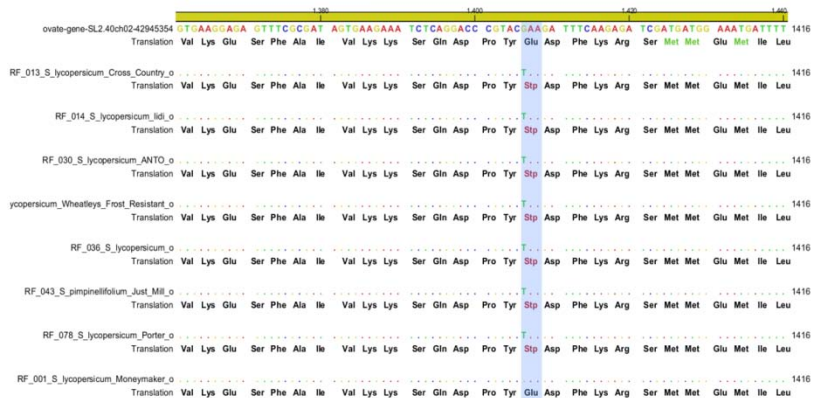 1,380 1,400 1,420 1,440
ovate-gene-SL2.40ch02-42945354 GTGAAGGAGA GTTTCGCGAT AGTGAAGAAA TCTCAGGACC CGTACGAAGA TTTCAAGAGA TCGATGATGG AAATGATTTT 1416
Translation Val Lys Glu Ser Phe Ala Ile Val Lys Lys Ser Gln Asp Pro Tyr Glu Asp Phe Lys Arg Ser Met Met Glu Met Ile Leu
RF_013_S_lycopersicum_Cross_Country_o T 1416
Translation Val Lys Glu Ser Phe Ala Ile Val Lys Lys Ser Gln Asp Pro Tyr Stp Asp Phe Lys Arg Ser Met Met Glu Met Ile Leu
RF_014_S_lycopersicum_lidi_o T 1416
Translation Val Lys Glu Ser Phe Ala Ile Val Lys Lys Ser Gln Asp Pro Tyr Stp Asp Phe Lys Arg Ser Met Met Glu Met Ile Leu
RF_030_S_lycopersicum_ANTO_o T 1416
Translation Val Lys Glu Ser Phe Ala Ile Val Lys Lys Ser Gln Asp Pro Tyr Stp Asp Phe Lys Arg Ser Met Met Glu Met Ile Leu
ycopersicum_Wheatleys_Frost_Resistant_o T 1416
Translation Val Lys Glu Ser Phe Ala Ile Val Lys Lys Ser Gln Asp Pro Tyr Stp Asp Phe Lys Arg Ser Met Met Glu Met Ile Leu
RF_036_S_lycopersicum_o T 1416
Translation Val Lys Glu Ser Phe Ala Ile Val Lys Lys Ser Gln Asp Pro Tyr Stp Asp Phe Lys Arg Ser Met Met Glu Met Ile Leu
RF_043_S_pimpinellifolium_Just_Mill_o T 1416
Translation Val Lys Glu Ser Phe Ala Ile Val Lys Lys Ser Gln Asp Pro Tyr Stp Asp Phe Lys Arg Ser Met Met Glu Met Ile Leu
RF_078_S_lycopersicum_Porter_o T 1416
Translation Val Lys Glu Ser Phe Ala Ile Val Lys Lys Ser Gln Asp Pro Tyr Stp Asp Phe Lys Arg Ser Met Met Glu Met Ile Leu
RF_001_S_lycopersicum_Moneymaker_o 1416
Translation Val Lys Glu Ser Phe Ala Ile Val Lys Lys Ser Gln Asp Pro Tyr Glu Asp Phe Lys Arg Ser Met Met Glu Met Ile Leu